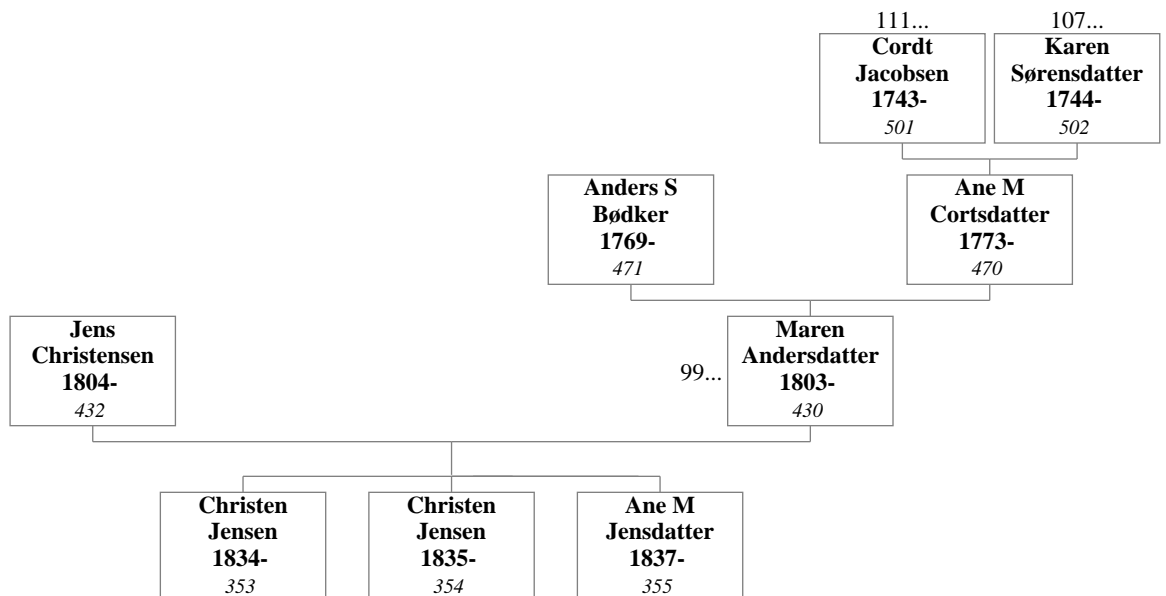 111...
107...
Cordt
Jacobsen
1743-
501
Karen
Sørensdatter
1744-
502
Anders S
Bødker
1769-
471
Ane M
Cortsdatter
1773-
470
Jens
Christensen
1804-
432
99...
Maren
Andersdatter
1803-
430
Christen
Jensen
1834-
353
Christen
Jensen
1835-
354
Ane M
Jensdatter
1837-
355